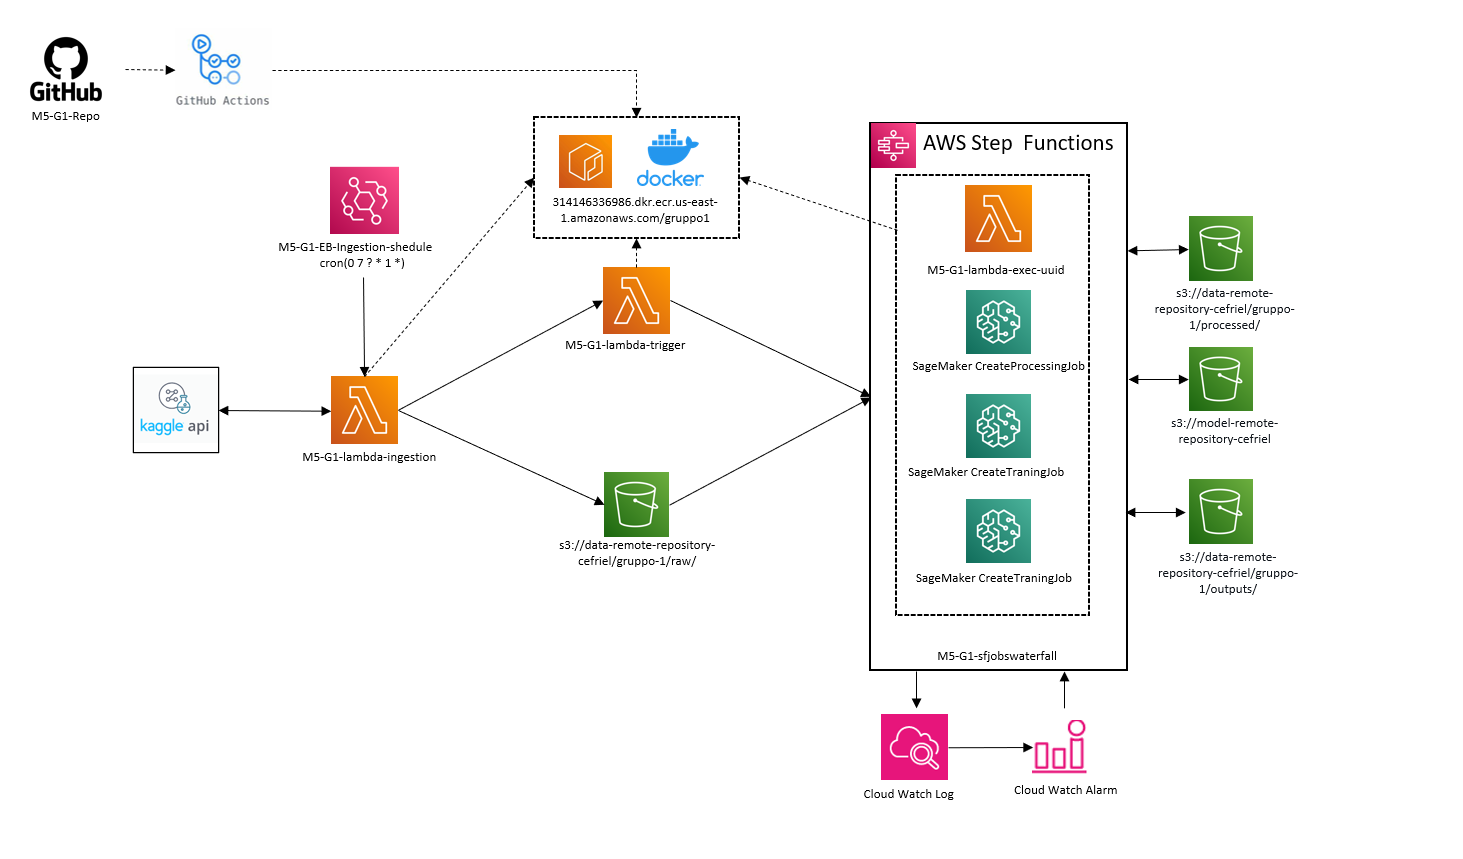 GitHub
M5-G1-Repo
GitHub Actions
docker
314146336986.dkr.ecr.us-east-
1.amazonaws.com/gruppo1
M5-G1-EB-Ingestion-shedule
cron(0 7 ? * 1 *)
kaggle api
M5-G1-lambda-ingestion
M5-G1-lambda-trigger
s3://data-remote-repository-
cefriel/gruppo-1/raw/
AWS Step Functions
M5-G1-lambda-exec-uuid
SageMaker CreateProcessingJob
SageMaker CreateTraningJob
SageMaker CreateTraningJob
M5-G1-sfjobswaterfall
s3://data-remote-
repository-cefriel/gruppo-
1/processed/
s3://model-remote-
repository-cefriel
s3://data-remote-
repository-cefriel/gruppo-
1/outputs/
Cloud Watch Log
Cloud Watch Alarm